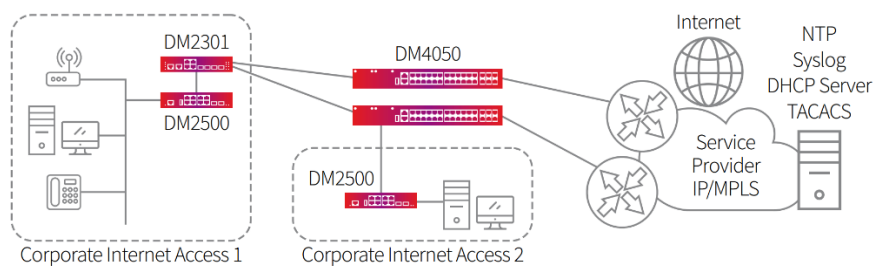 Internet
NTP
Syslog
DHCP Server
TACACS
DM2301
DM4050
DM2500
Service
Provider
IP/MPLS
DM2500
Corporate Internet Access 1
Corporate Internet Access 2